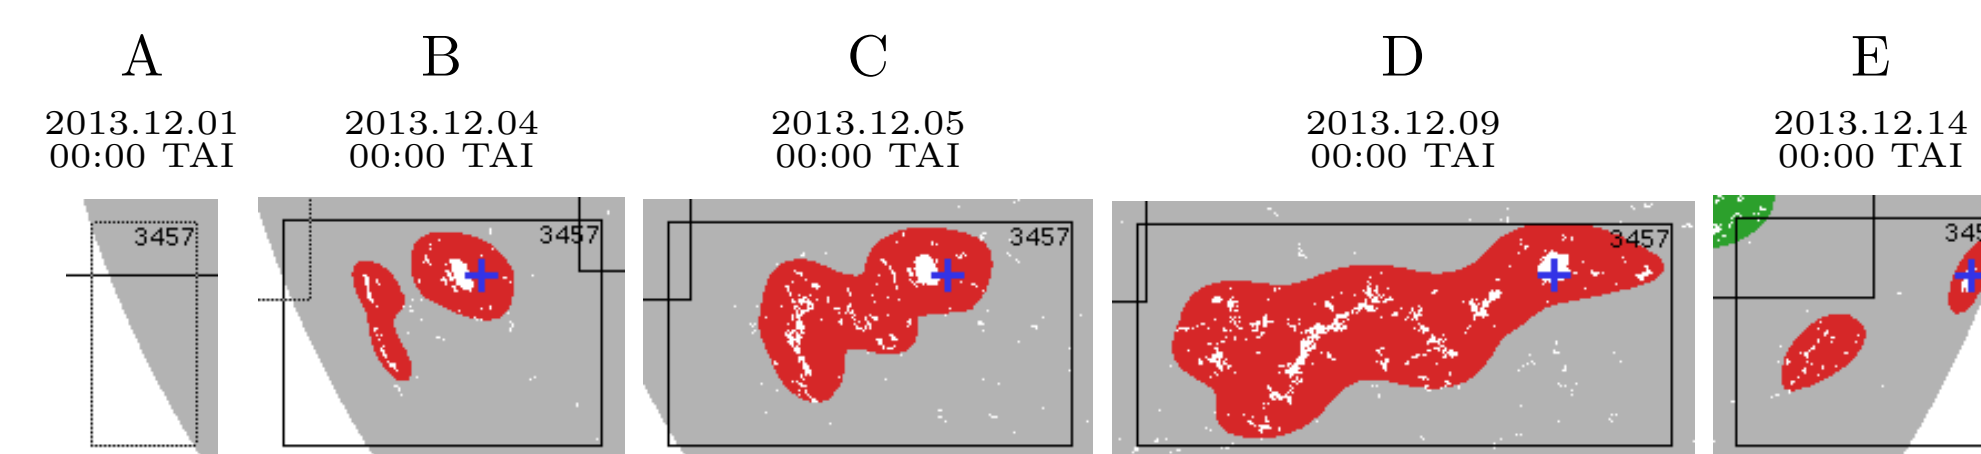 A B C D E
2013.12.01 2013.12.04 2013.12.05 2013.12.09 2013.12.14
00:00 TAI 00:00 TAI 00:00 TAI 00:00 TAI 00:00 TAI
3457 3457 3457 3457 345